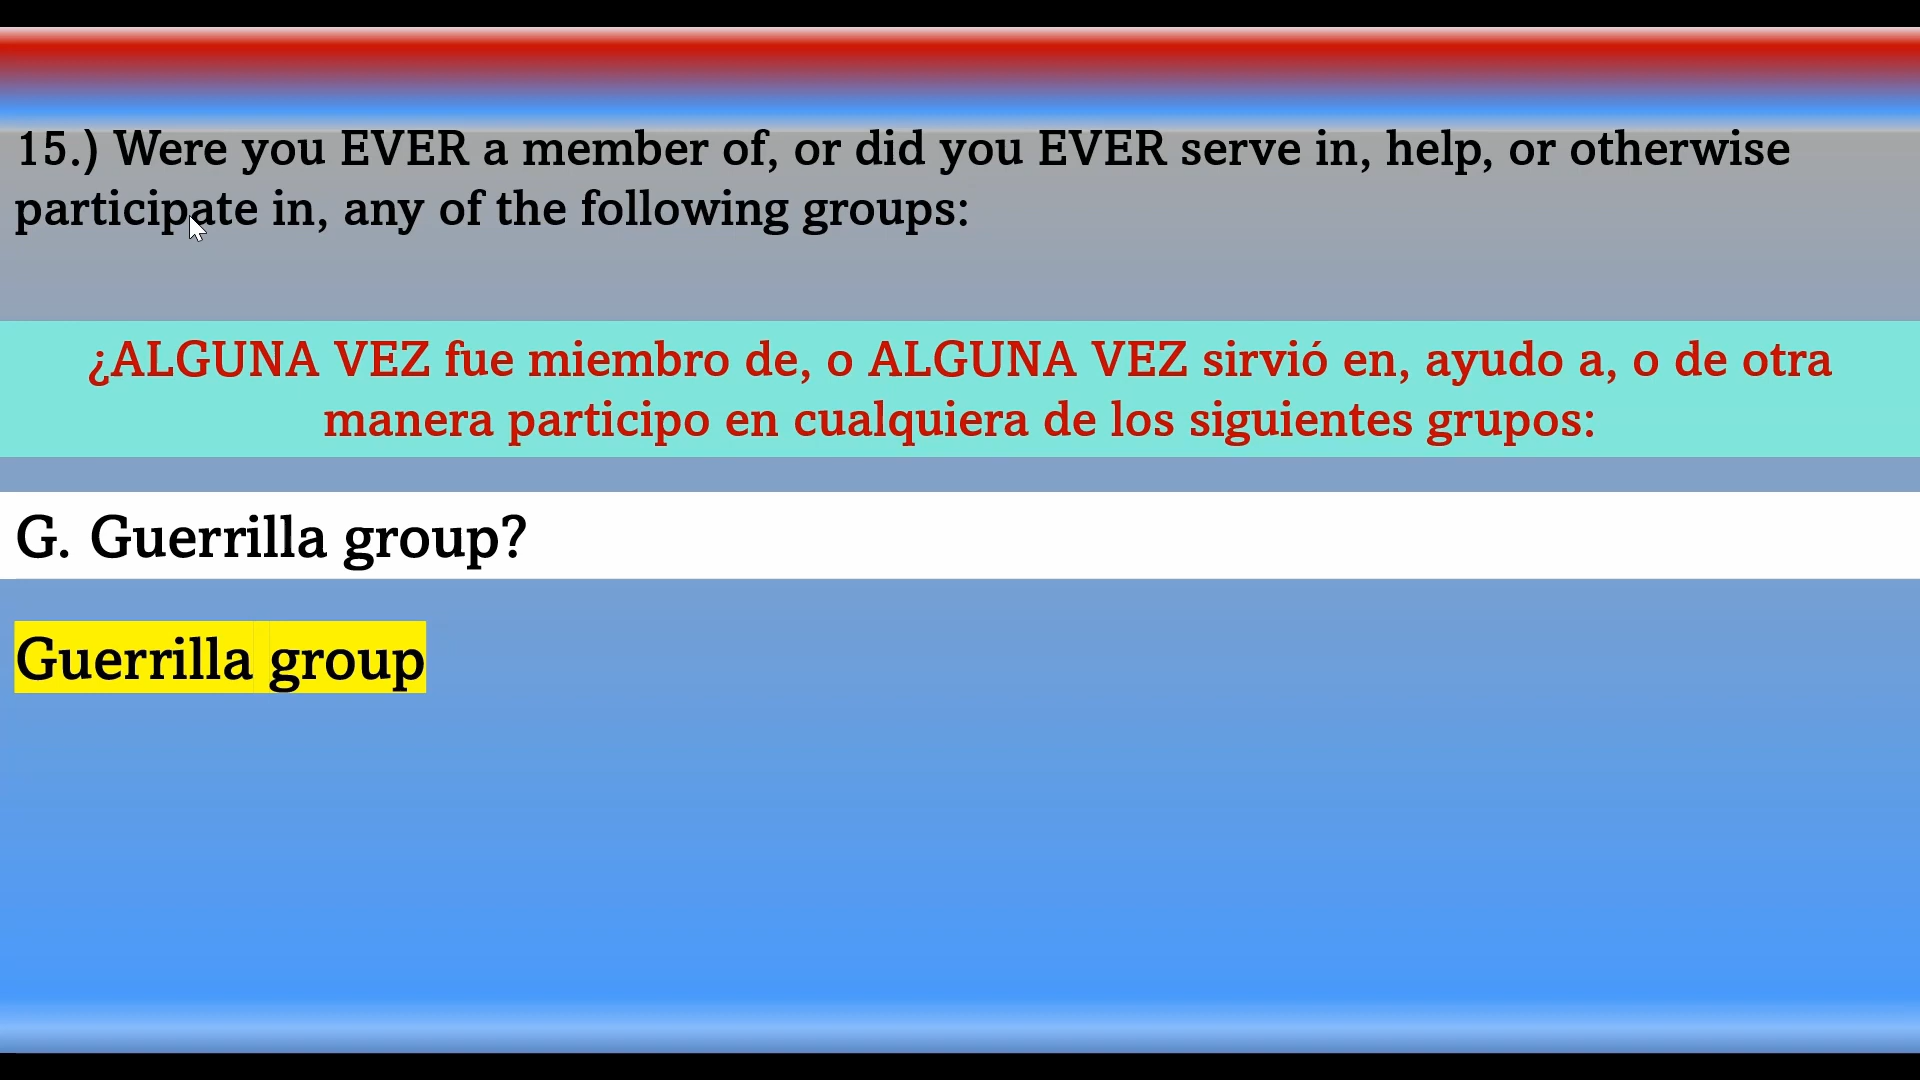 15.) Were you EVER a member of, or did you EVER serve in, help, or otherwise
participate in, any of the following groups:
¿ALGUNA VEZ fue miembro de, o ALGUNA VEZ sirvió en, ayudo a, o de otra
manera participo en cualquiera de los siguientes grupos:
G. Guerrilla group?
Guerrilla group